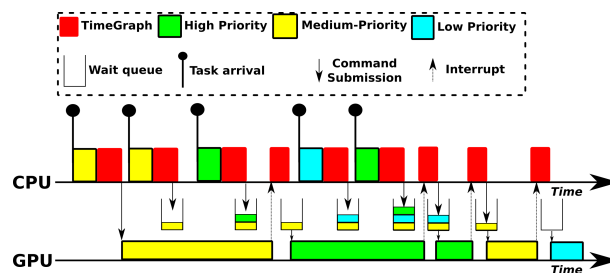 TimeGraph High Priority Medium-Priority Low Priority
Wait queue Task arrival Command Submission Interrupt
CPU
Time
GPU
Time